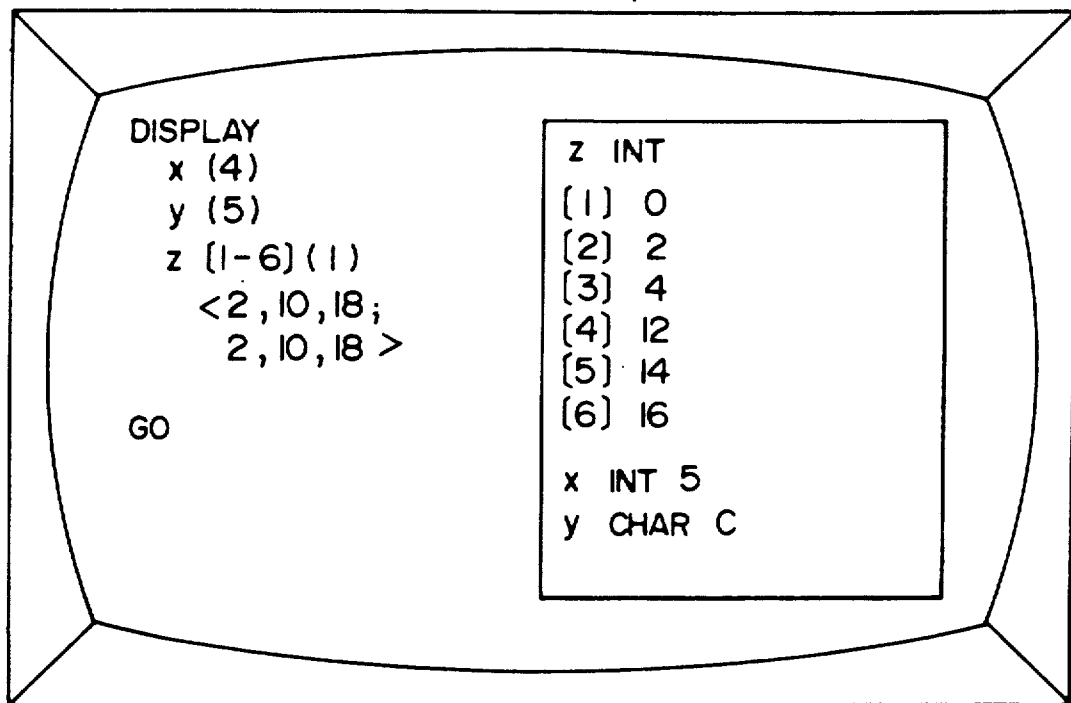 DISPLAY
x (4)
y (5)
z [1-6] (1)
<2,10,18;
2,10,18>
GO
z INT
[1] 0
[2] 2
[3] 4
[4] 12
[5] 14
[6] 16
x INT 5
y CHAR C